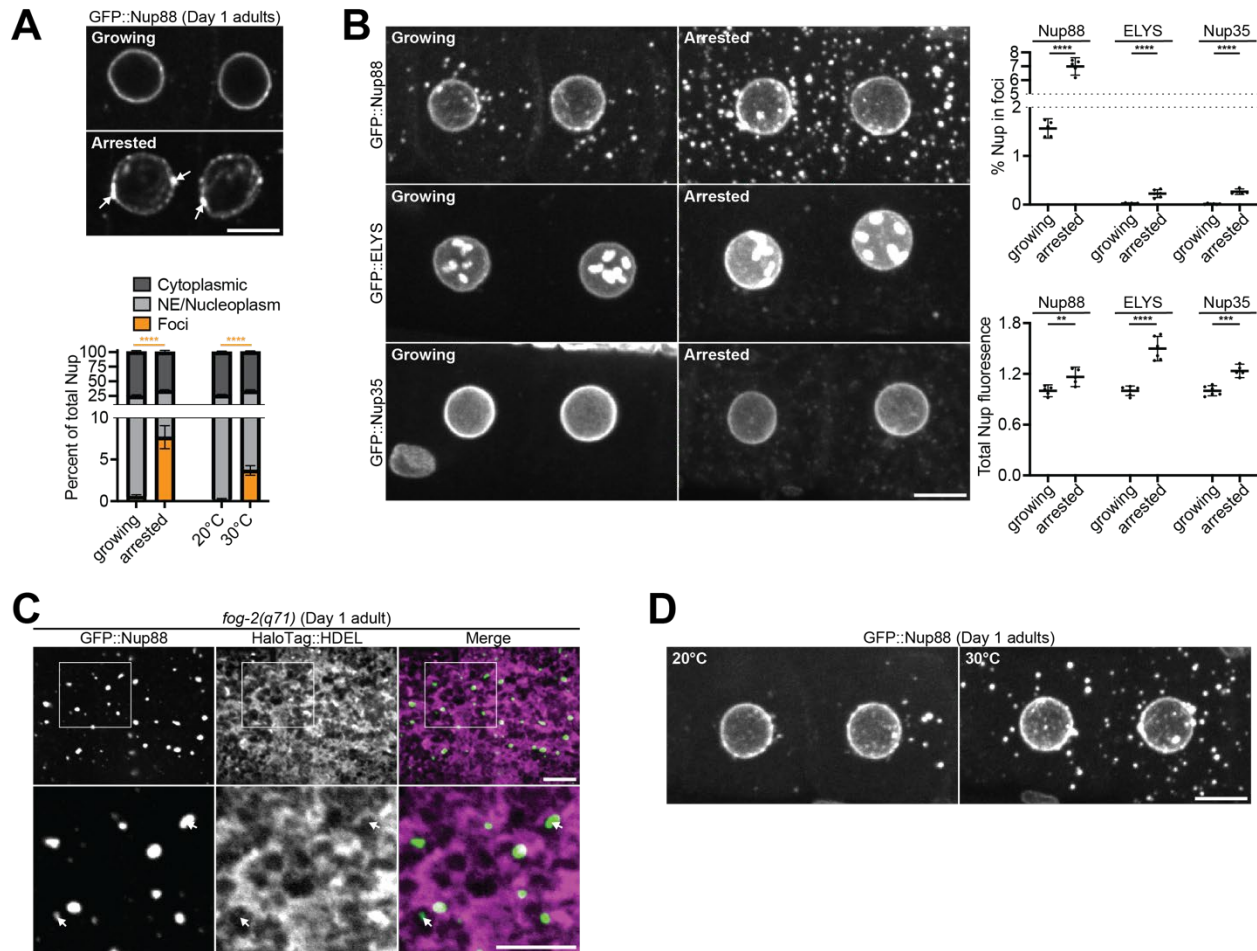 A
GFP::Nup88 (Day 1 adults)
Growing
Arrested
Cytoplasmic
NE/Nucleoplasm
Foci
**** ****
Percent of total Nup
100
75
50
25
10
5
0
growing
arrested
20°C
30°C
B
GFP::Nup88
Growing
Arrested
GFP::ELYS
Growing
Arrested
GFP::Nup35
Growing
Arrested
Nup88 ELYS Nup35
**** **** ****
% Nup in foci
8
7
6
5
2
1
0
growing
arrested
growing
arrested
growing
arrested
Nup88 ELYS Nup35
** **** ***
Total Nup fluoresence
1.8
1.2
0.6
0.0
growing
arrested
growing
arrested
growing
arrested
C
fog-2(q71) (Day 1 adult)
GFP::Nup88 HaloTag::HDEL Merge
D
GFP::Nup88 (Day 1 adults)
20°C
30°C